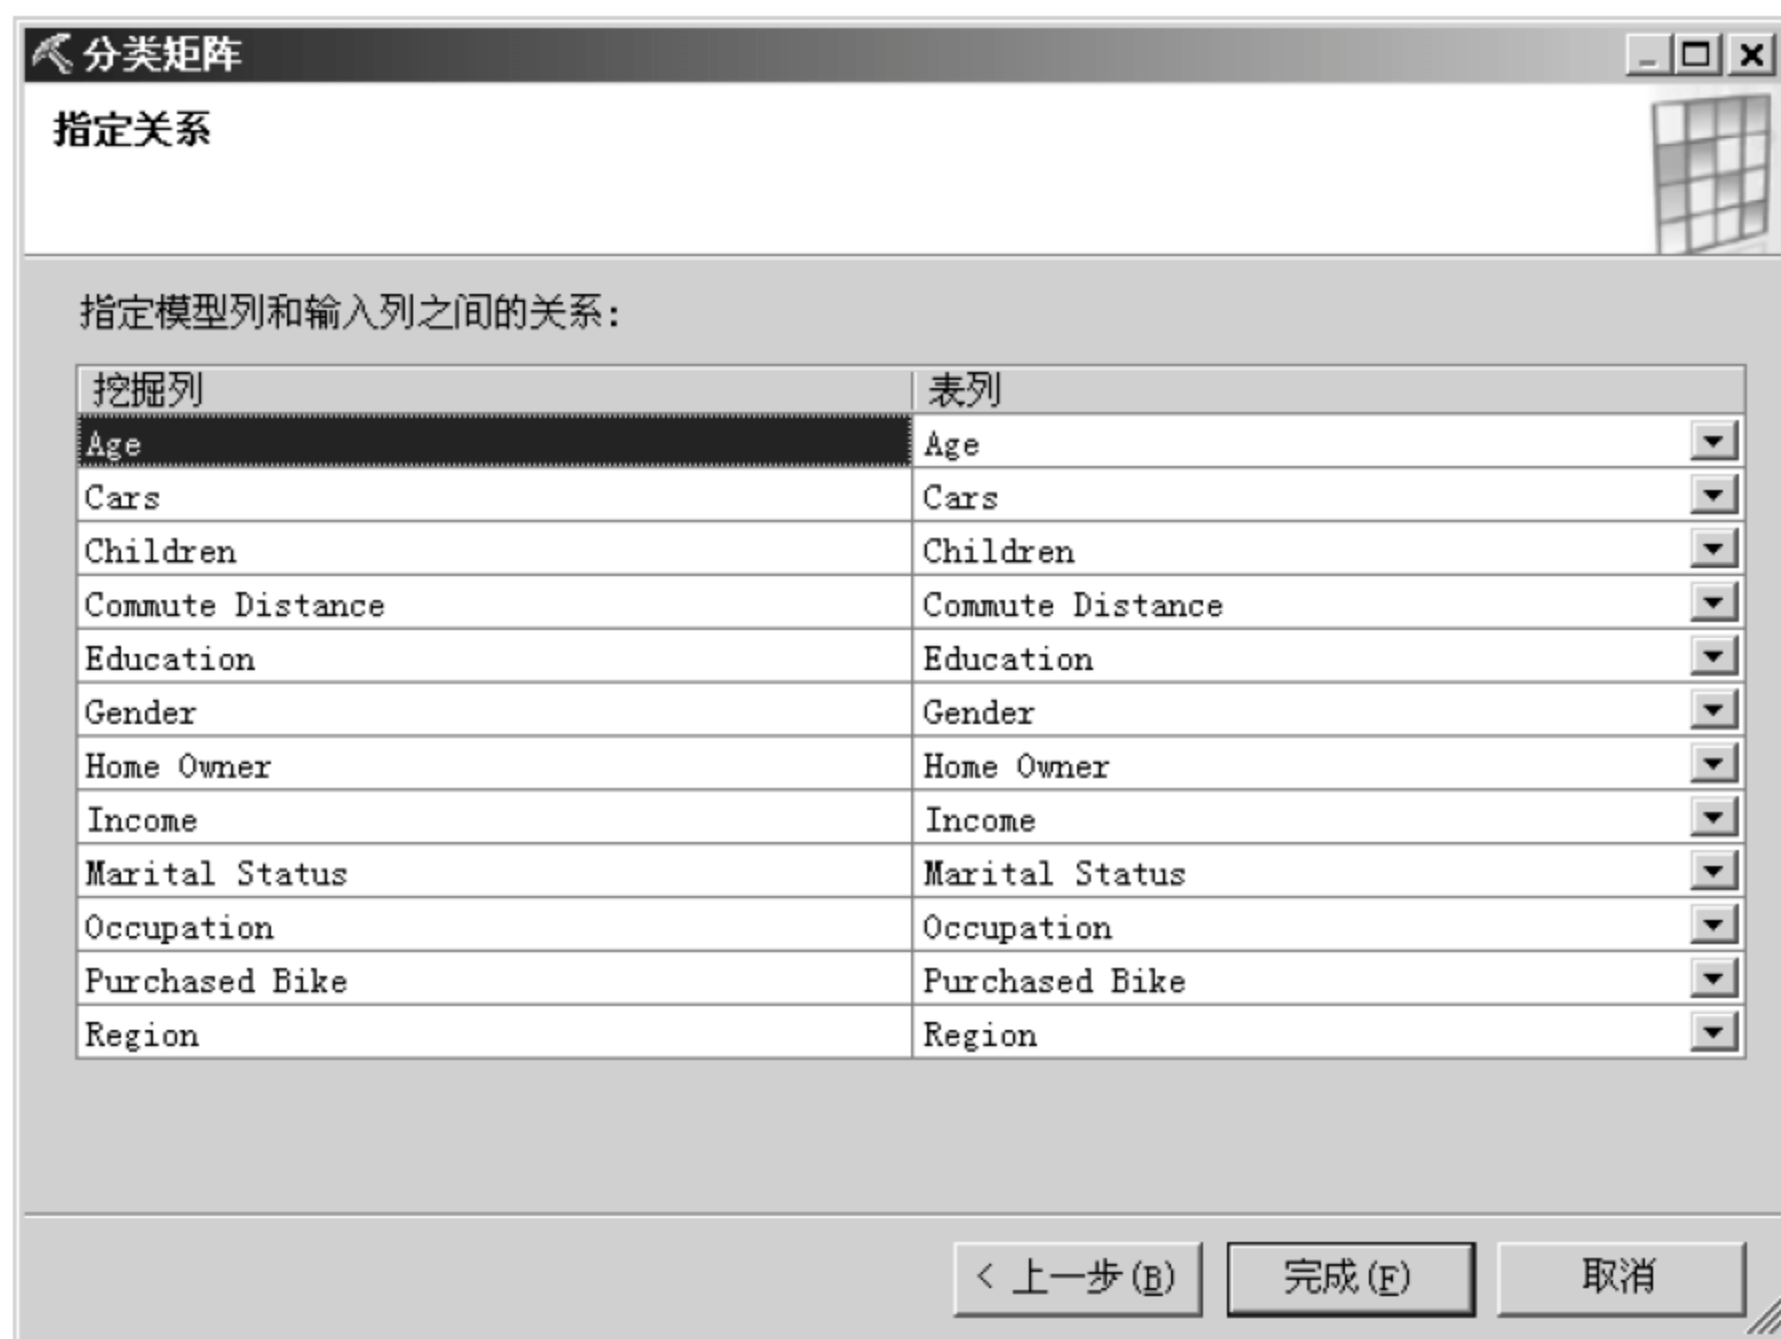 分类矩阵
指定关系
指定模型列和输入列之间的关系:
挖掘列 表列
Age Age
Cars Cars
Children Children
Commute Distance Commute Distance
Education Education
Gender Gender
Home Owner Home Owner
Income Income
Marital Status Marital Status
Occupation Occupation
Purchased Bike Purchased Bike
Region Region
< 上一步(B) 完成(F) 取消